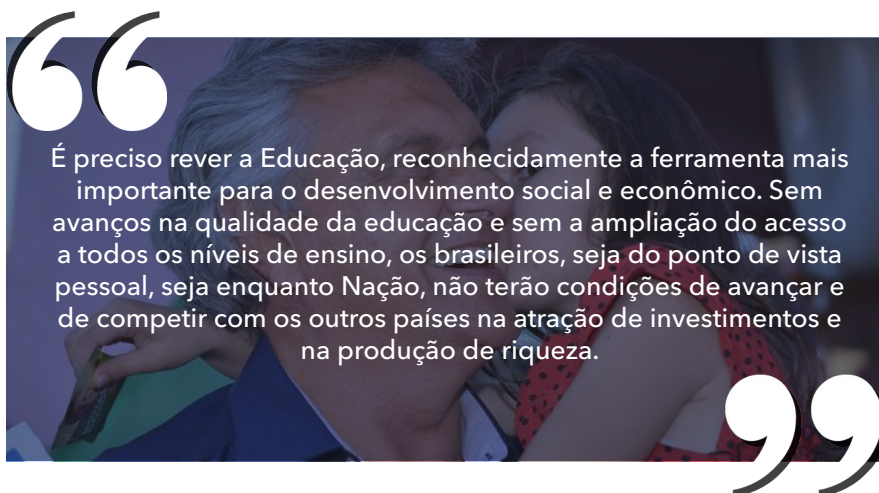 É preciso rever a Educação, reconhecidamente a ferramenta mais
importante para o desenvolvimento social e econômico. Sem
avanços na qualidade da educação e sem a ampliação do acesso
a todos os níveis de ensino, os brasileiros, seja do ponto de vista
pessoal, seja enquanto Nação, não terão condições de avançar e
de competir com os outros países na atração de investimentos e
na produção de riqueza.